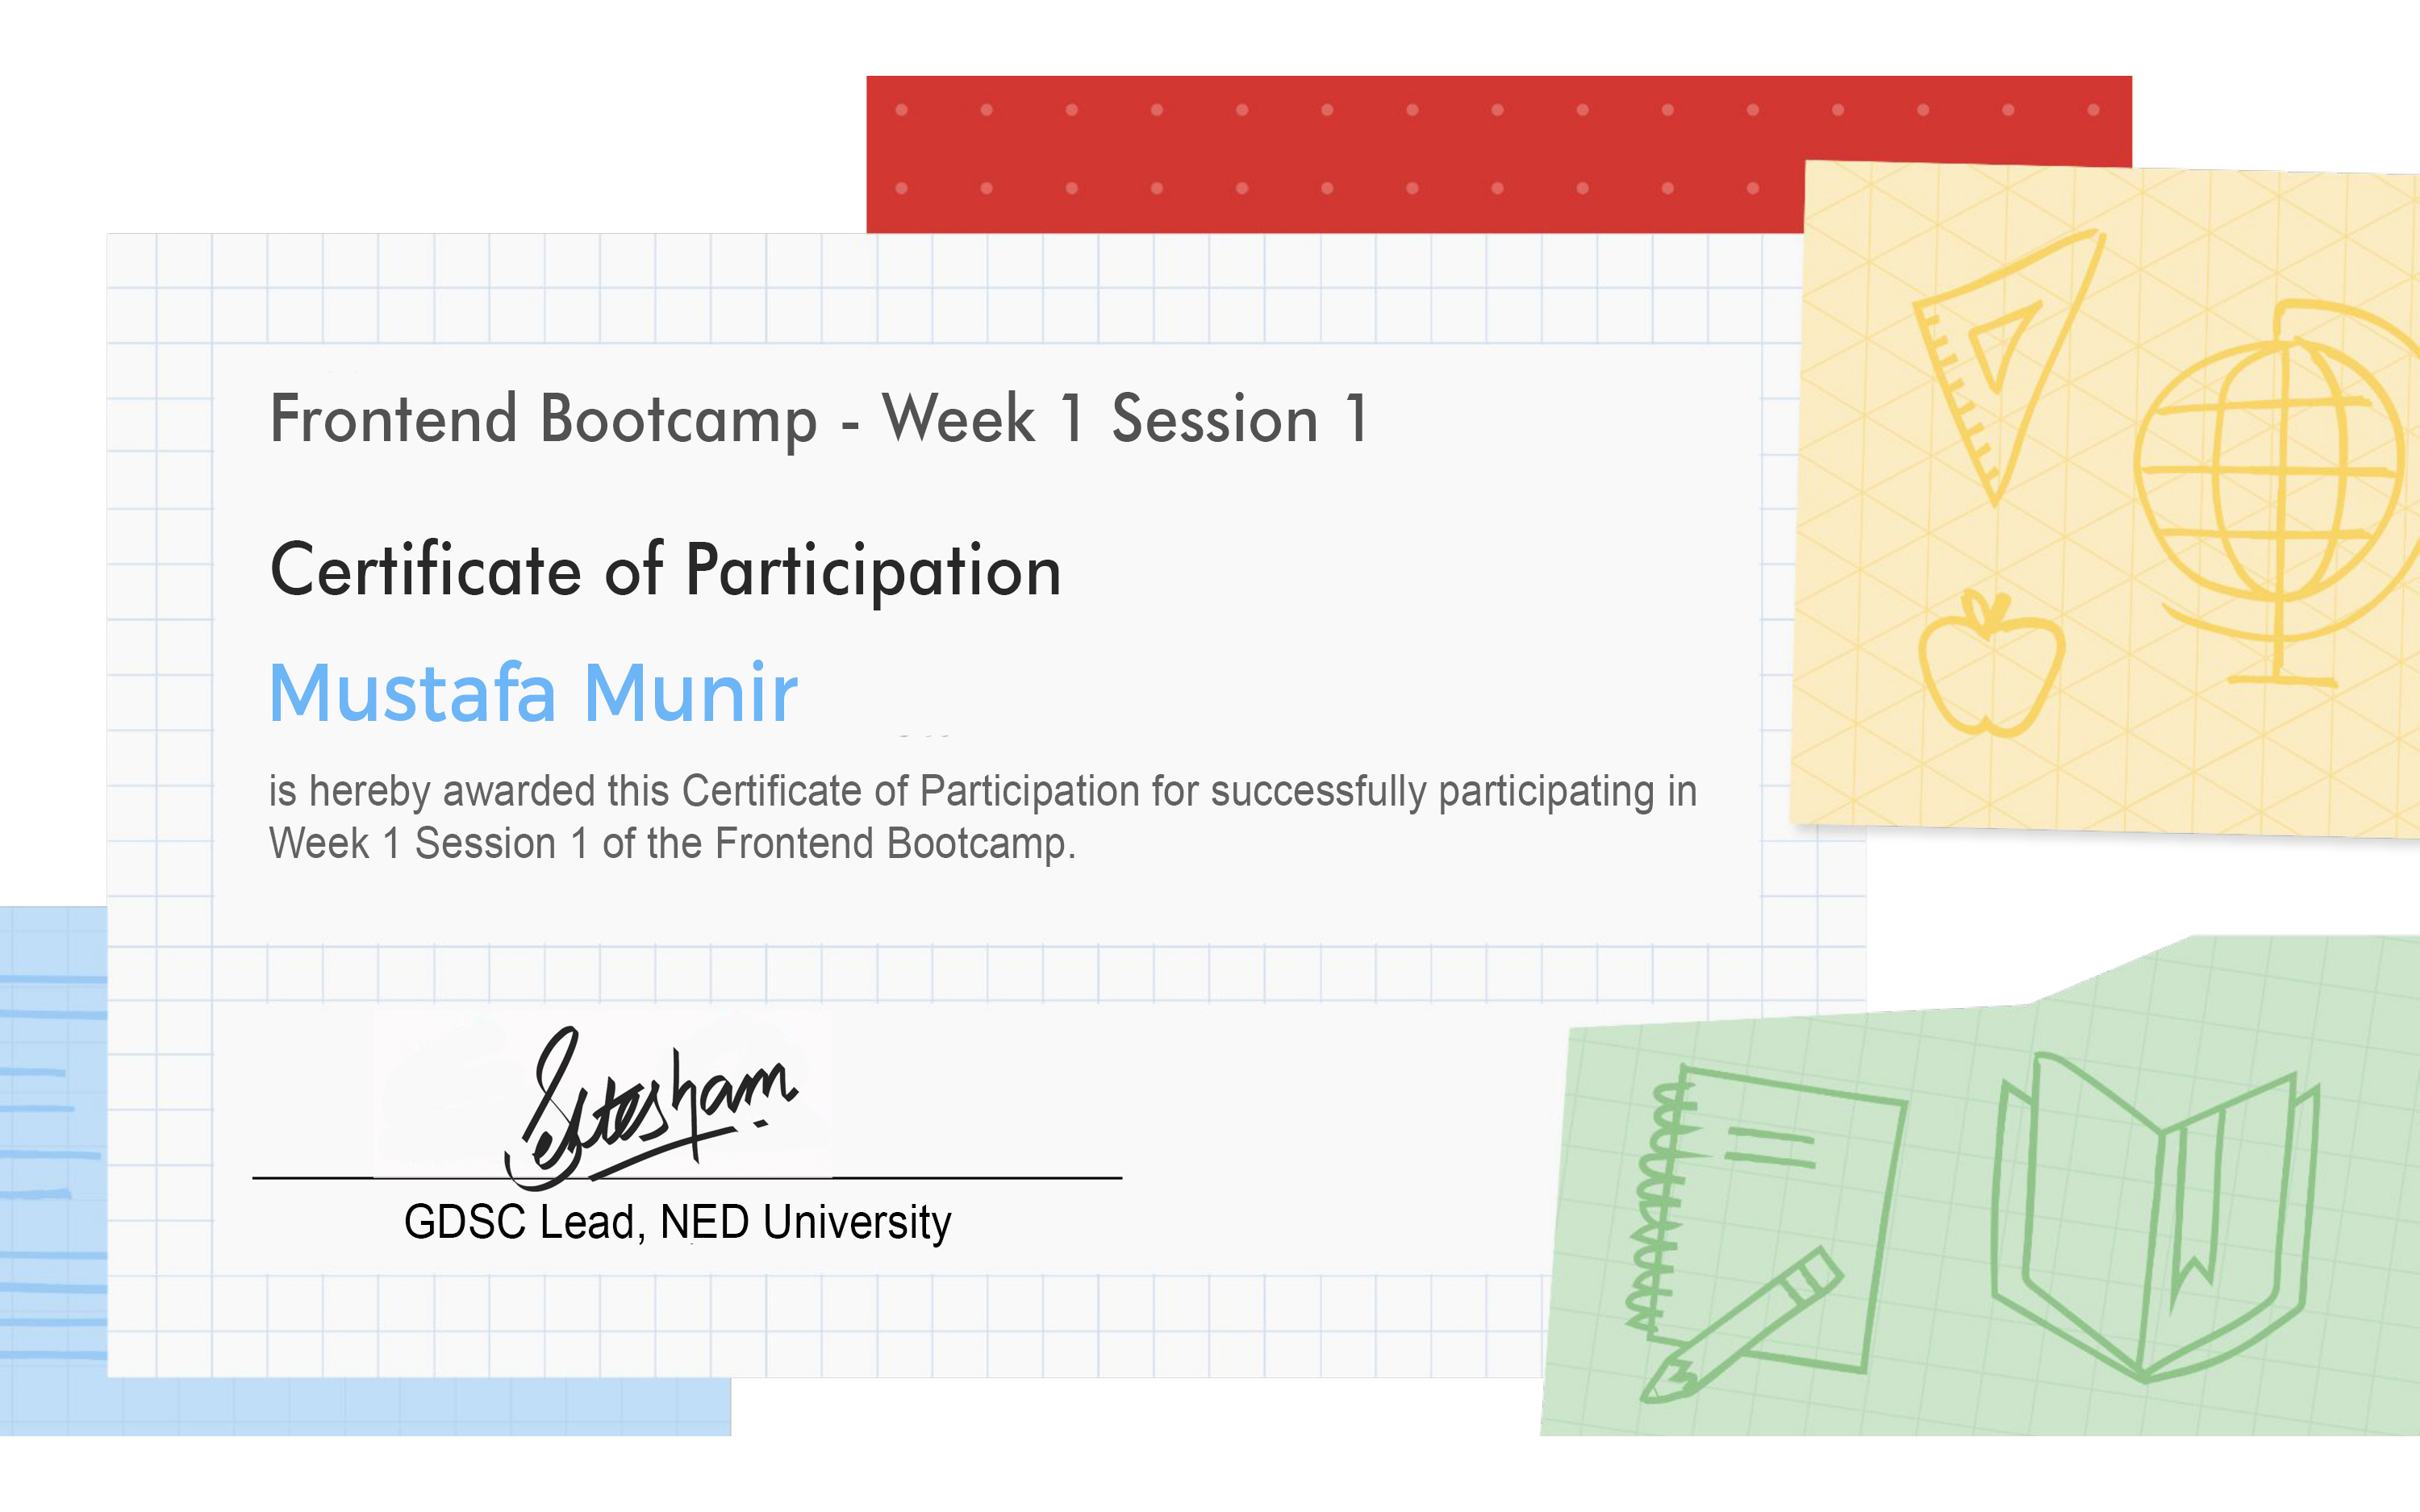 Frontend Bootcamp - Week 1 Session 1
Certificate of Participation
Mustafa Munir
is hereby awarded this Certificate of Participation for successfully participating in
Week 1 Session 1 of the Frontend Bootcamp.
GDSC Lead, NED University